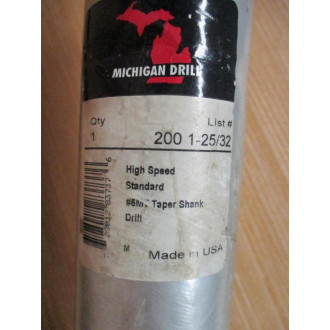 MICHIGAN DRILL
Qty List #
1 200 1-25/32
High Speed
Standard
Taper Shank
Drill
M Made in USA